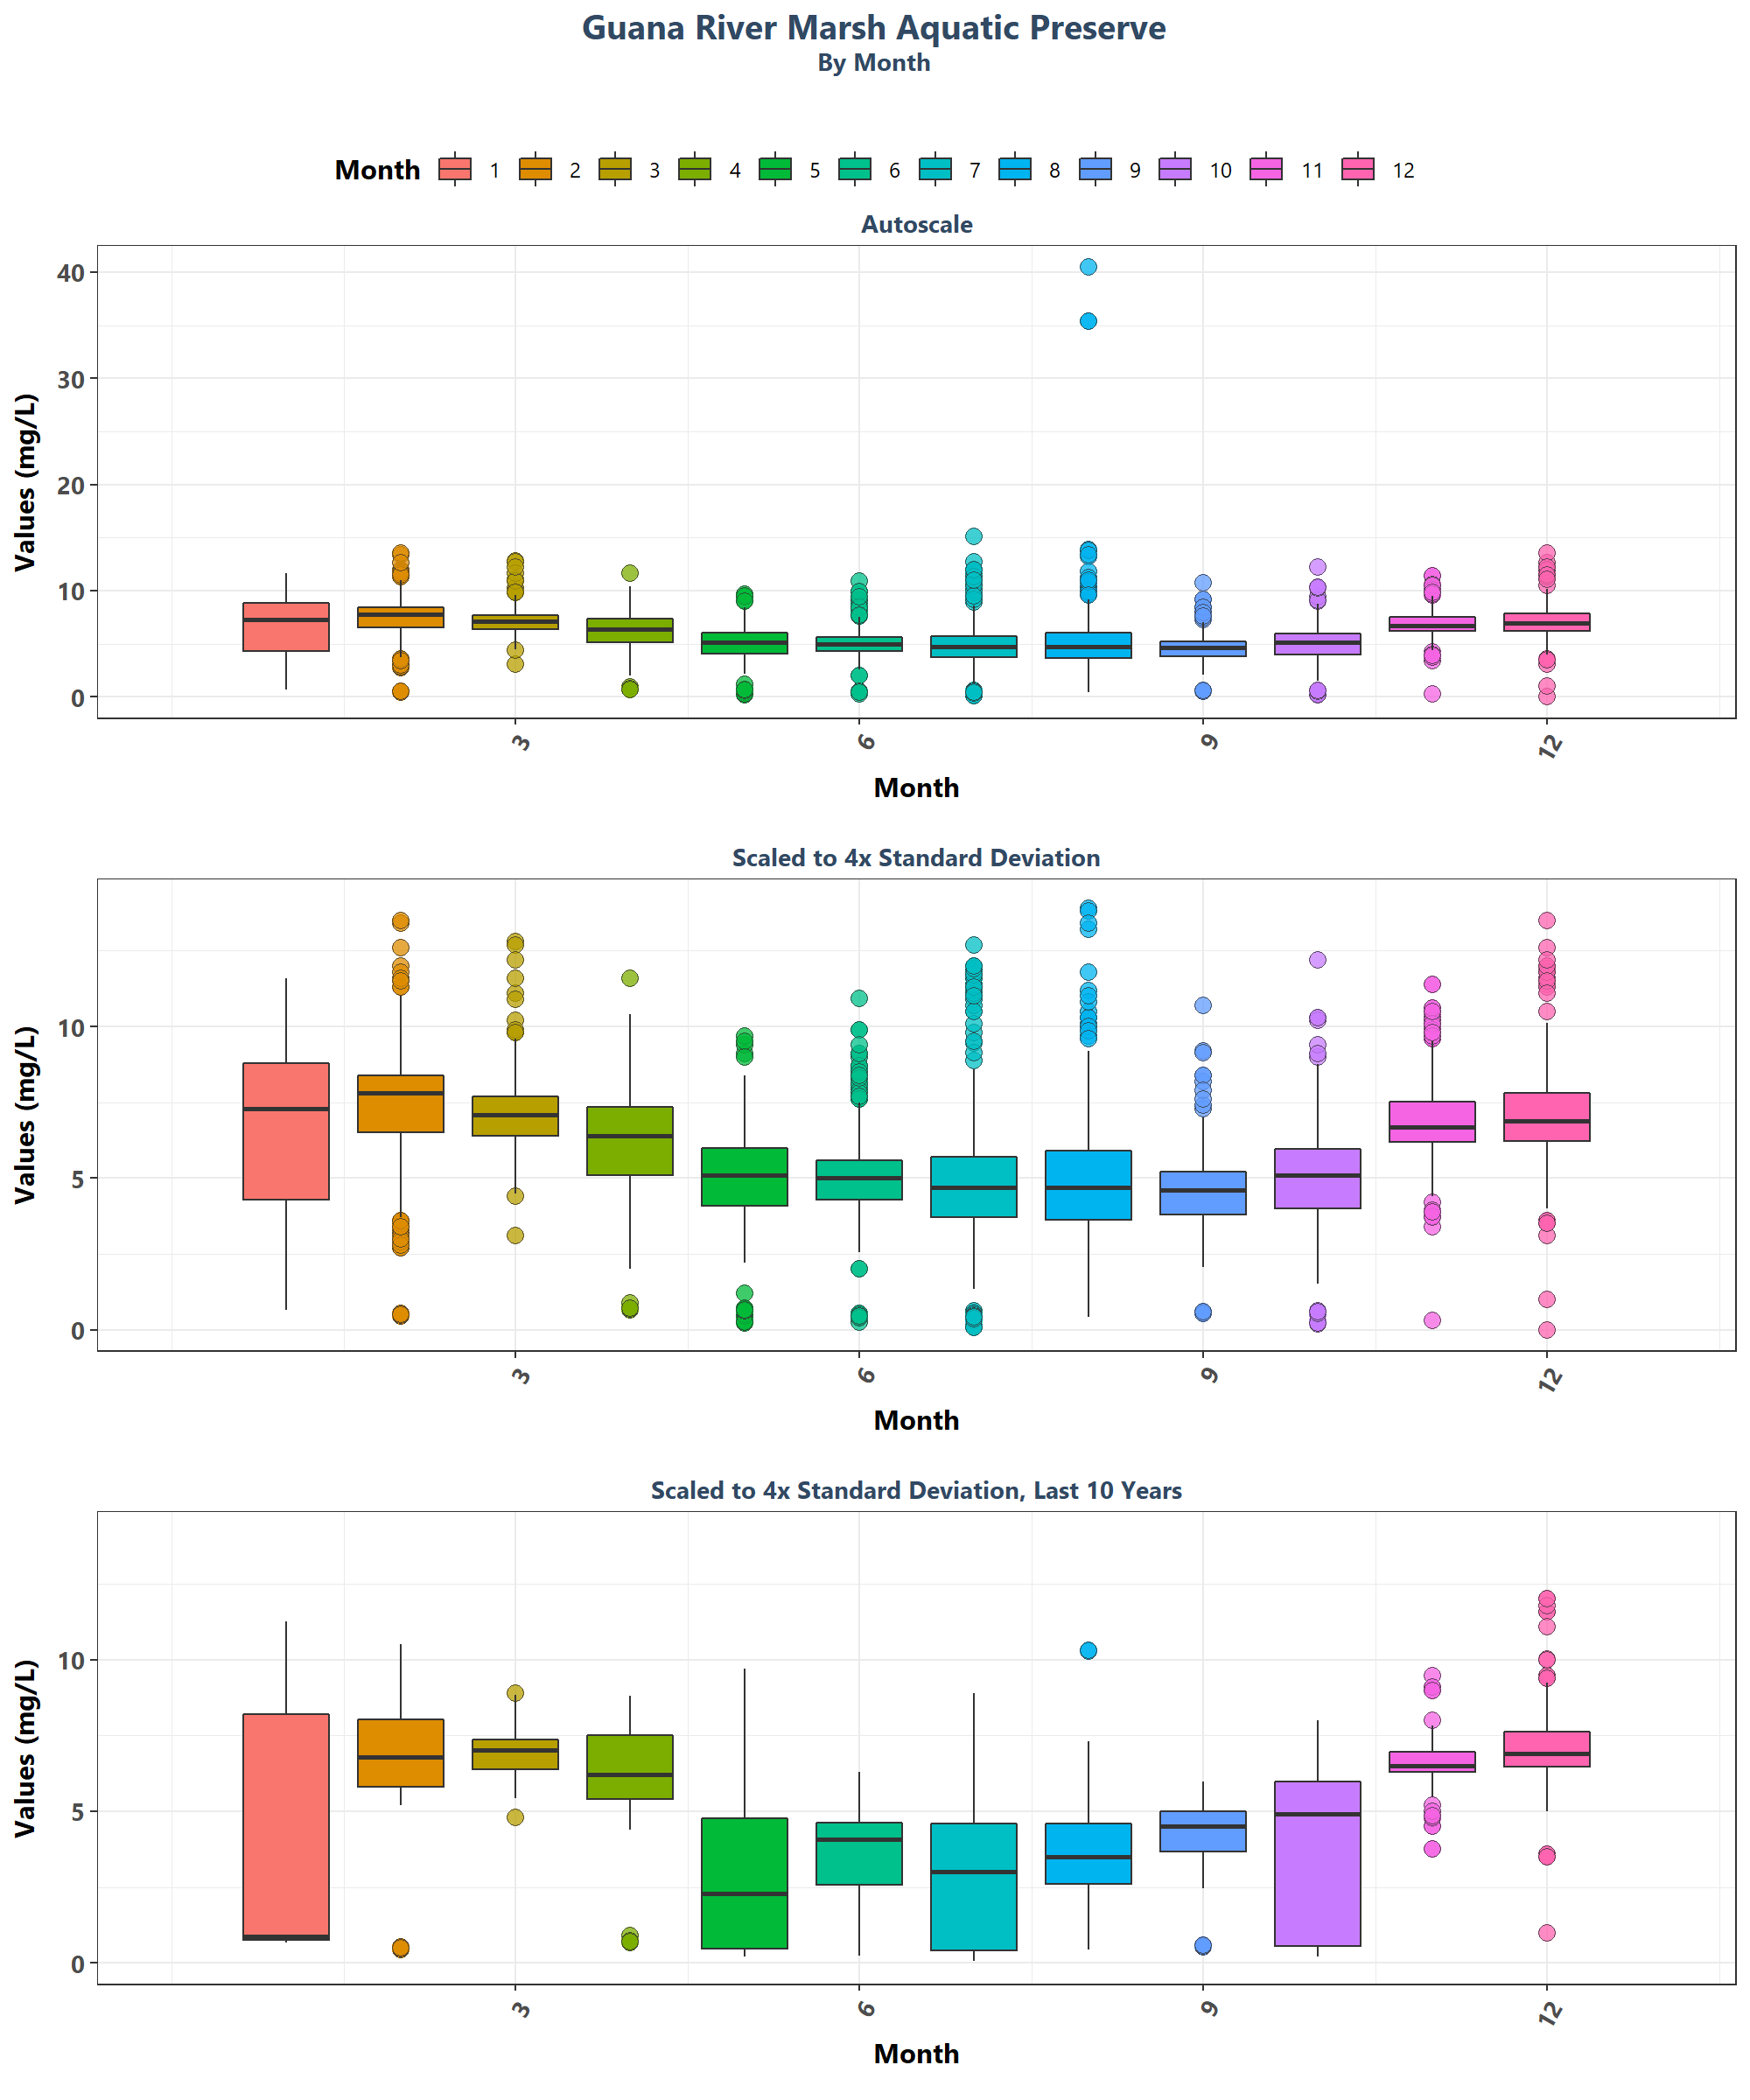 Guana River Marsh Aquatic Preserve
By Month
Month 1 2 3 4 5 6 7 8 9 10 11 12
Autoscale
Values (mg/L)
40
30
20
10
0
3 6 9 12
Month
Scaled to 4x Standard Deviation
Values (mg/L)
10
5
0
3 6 9 12
Month
Scaled to 4x Standard Deviation, Last 10 Years
Values (mg/L)
10
5
0
3 6 9 12
Month